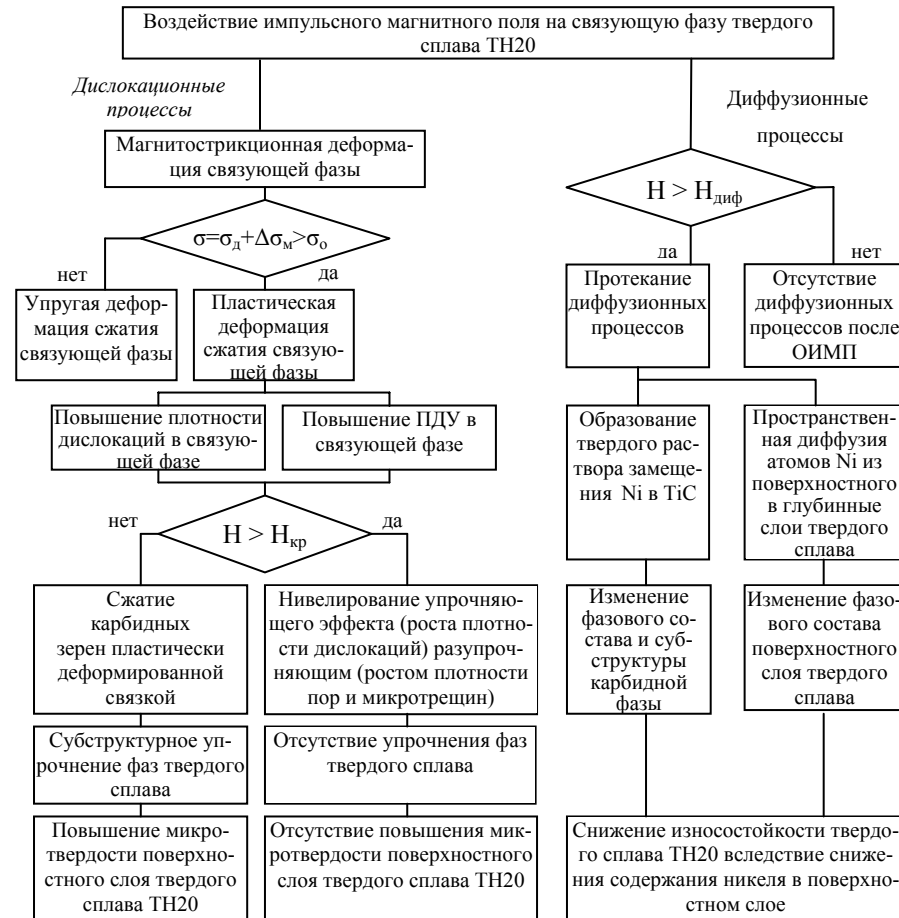 Воздействие импульсного магнитного поля на связующую фазу твердого
сплава ТН20
Дислокационные
процессы
Диффузионные
процессы
Магнитострикционная деформа-
ция связующей фазы
H > Hдиф
σ=σд+Δσм>σо
нет
да
да
нет
Упругая дефор-
мация сжатия
связующей фазы
Пластическая
деформация
сжатия связую-
щей фазы
Протекание
диффузионных
процессов
Отсутствие
диффузионных
процессов после
ОИМП
Повышение плотности
дислокаций в связую-
щей фазе
Повышение ПДУ в
связующей фазе
Образование
твердого рас-
твора замеще-
ния Ni в TiC
Пространствен-
ная диффузия
атомов Ni из
поверхностного
в глубинные
слои твердого
сплава
нет
H > Hкр
да
Сжатие
карбидных
зерен пластически
деформированной
связкой
Нивелирование упрочняю-
щего эффекта (роста плотно-
сти дислокаций) разупроч-
няющим (ростом плотности
пор и микротрещин)
Изменение
фазового со-
става и суб-
структуры
карбидной
фазы
Изменение фазо-
вого состава
поверхностного
слоя твердого
сплава
Субструктурное уп-
рочнение фаз твердого
сплава
Отсутствие упрочнения фаз
твердого сплава
Повышение микро-
твердости поверхно-
стного слоя твердого
сплава ТН20
Отсутствие повышения мик-
ротвердости поверхностного
слоя твердого сплава ТН20
Снижение износостойкости твердо-
го сплава ТН20 вследствие сниже-
ния содержания никеля в поверхно-
стном слое